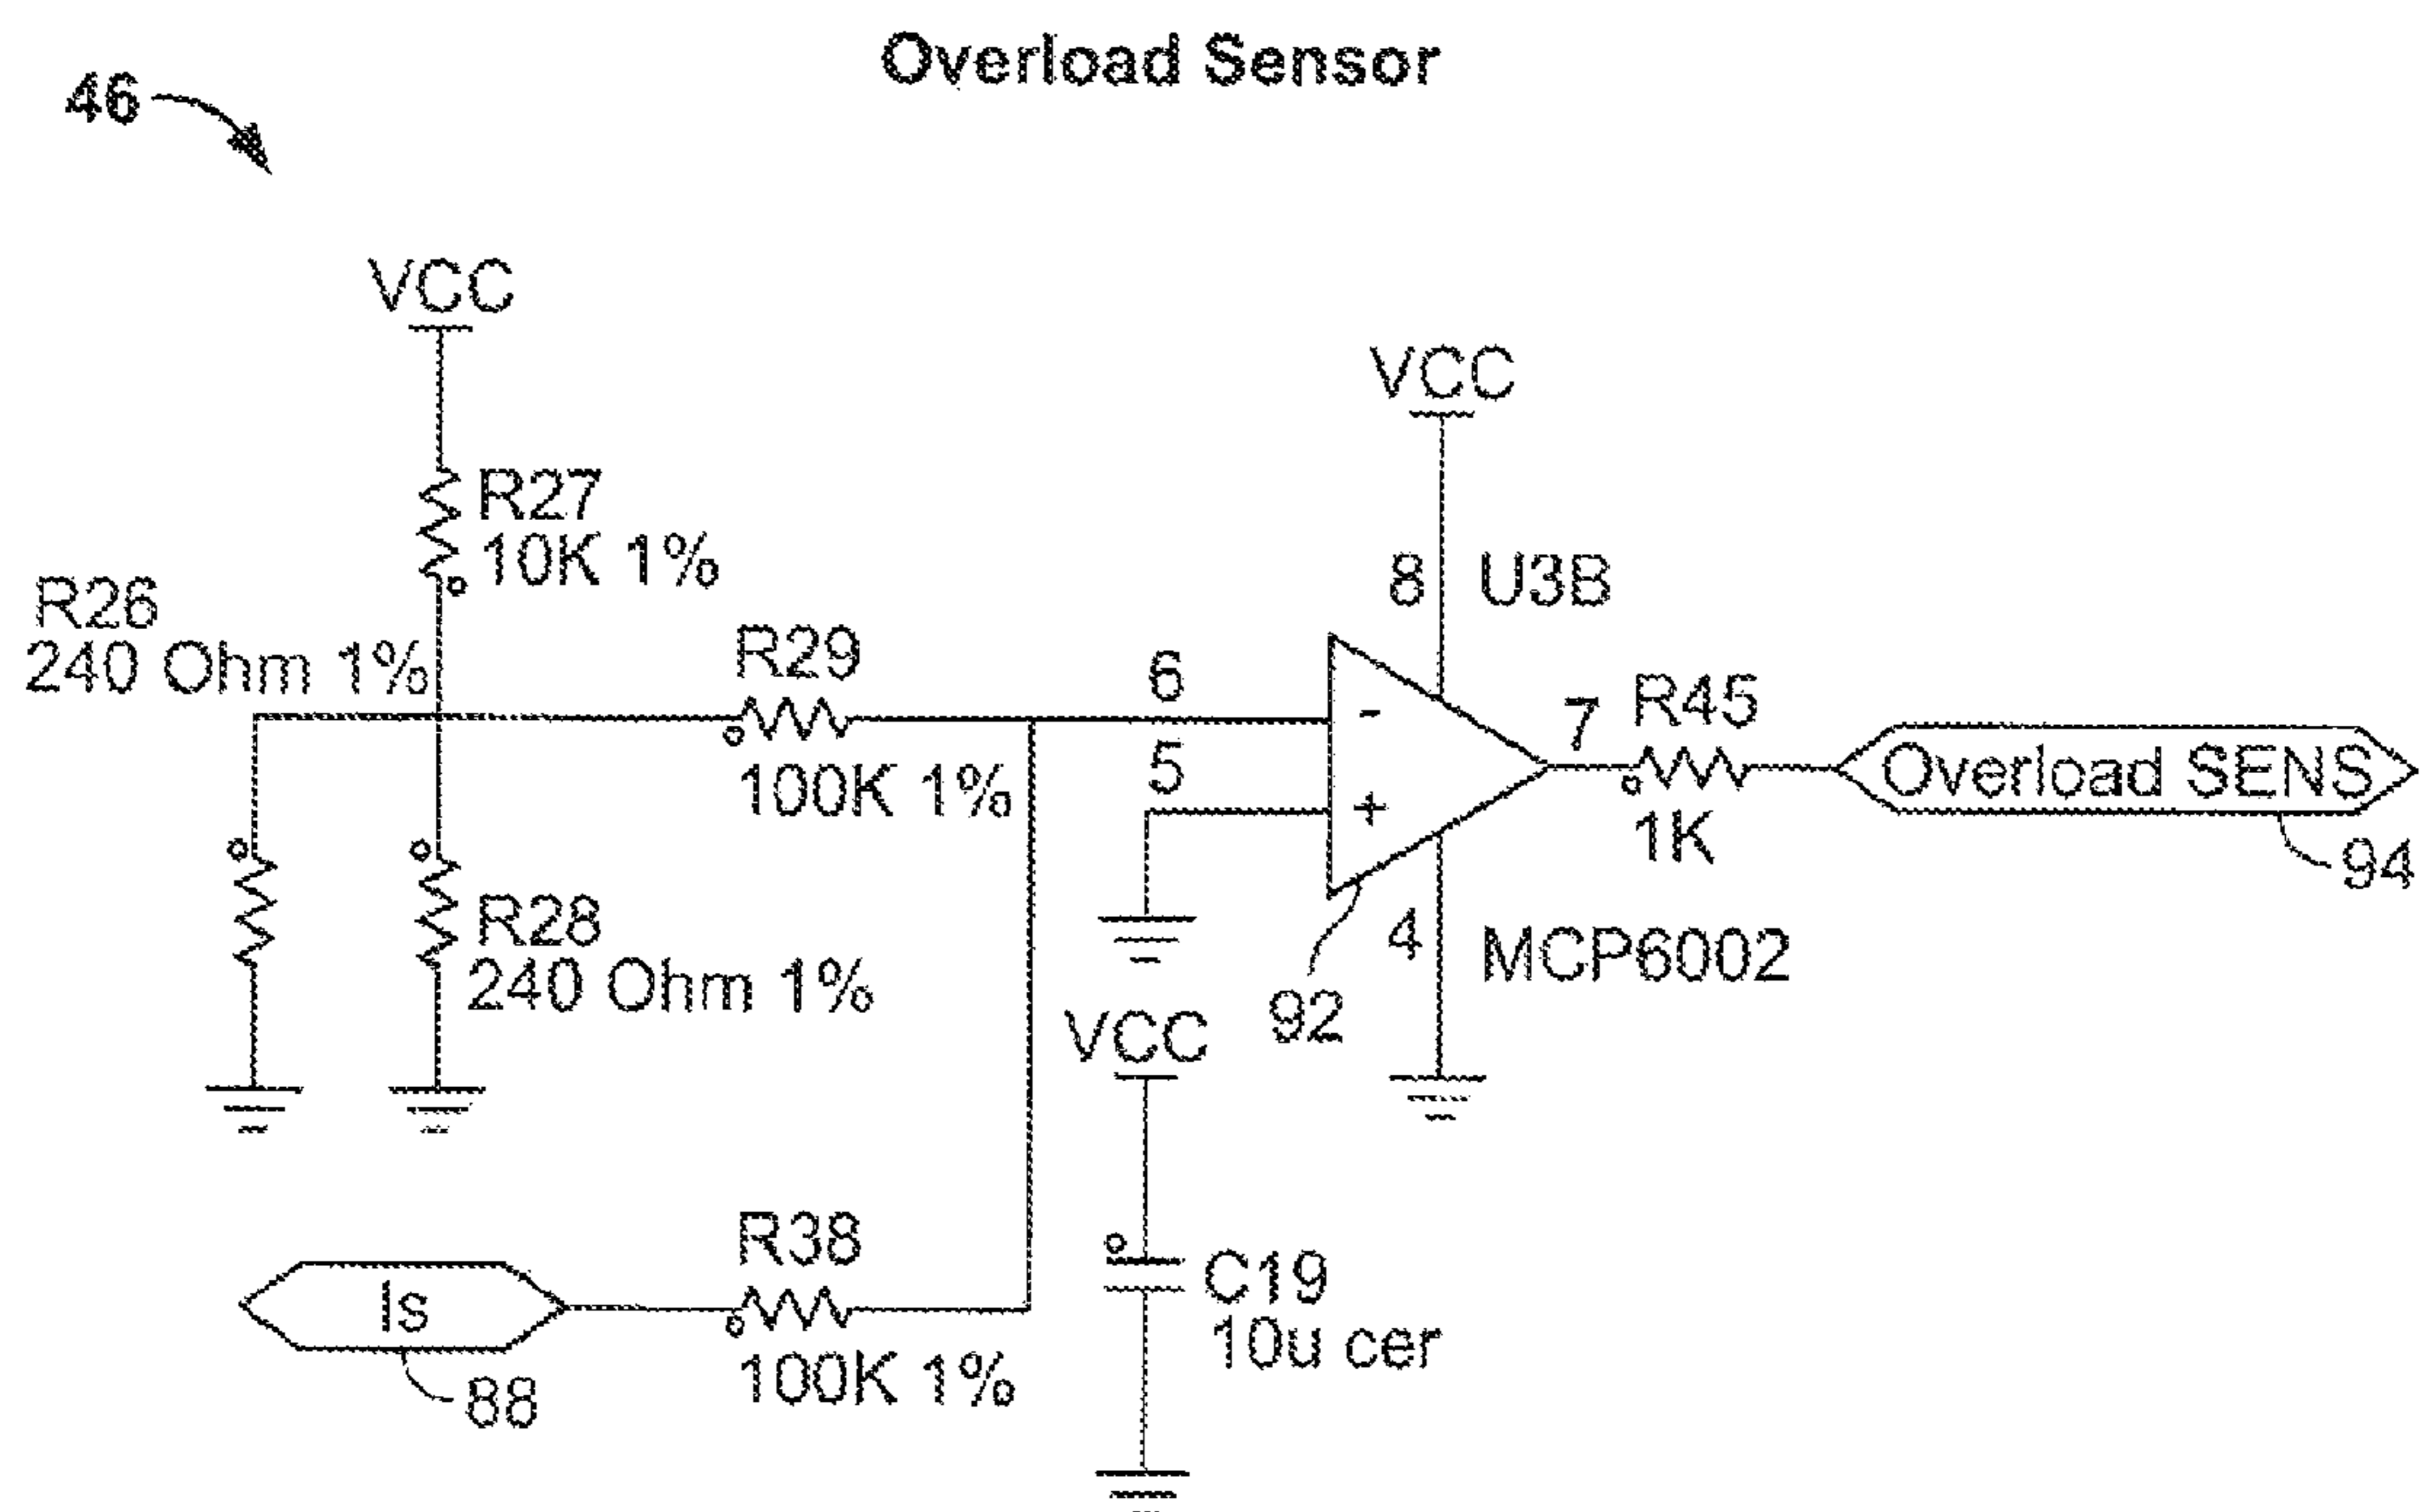 Overload Sensor
46
VCC
VCC
R27
10K 1%
8
U3B
R26
240 Ohm 1%
R29
100K 1%
6
5
-
+
7
R45
1K
Overload SENS
94
R28
240 Ohm 1%
4
MCP6002
92
VCC
Is
88
R38
100K 1%
C19
10u cer